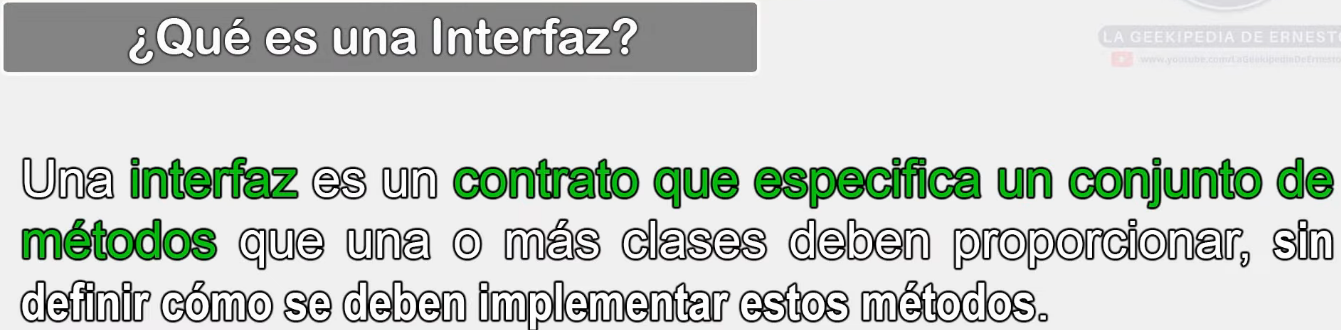 ¿Qué es una Interfaz?
LA GEEKIPEDIA DE ERNEST
Una interfaz es un contrato que especifica un conjunto de
métodos que una o más clases deben proporcionar, sin
definir cómo se deben implementar estos métodos.